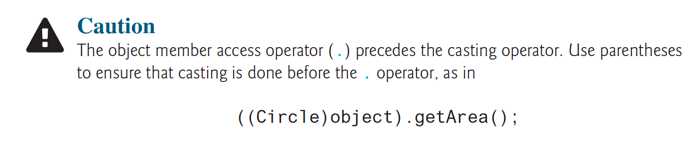 Caution
The object member access operator (.) precedes the casting operator. Use parentheses
to ensure that casting is done before the . operator, as in
((Circle)object).getArea();